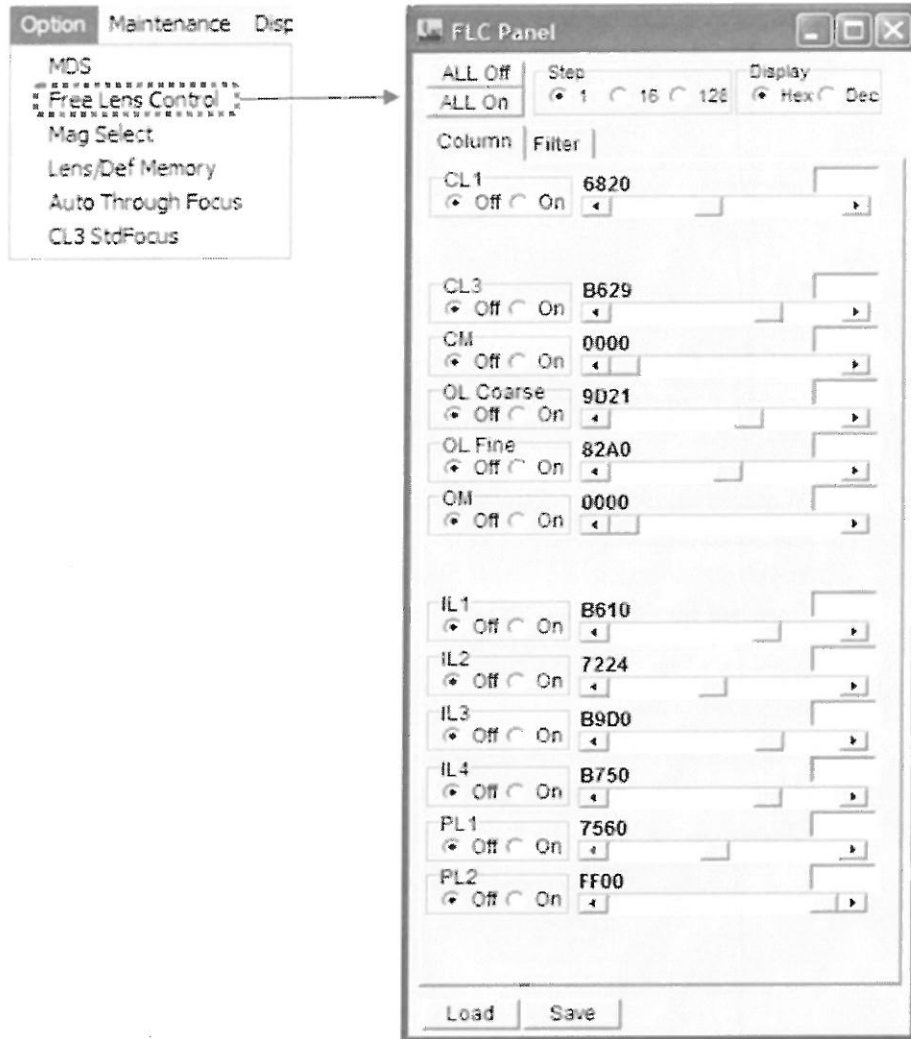 Option Maintenance Disp
MDS
Free Lens Control
Mag Select
Lens/Def Memory
Auto Through Focus
CL3 StdFocus
FLC Panel
ALL Off
ALL On
Step
1 16 128
Display
Hex Dec
Column Filter
CL1
Off On
6820
CL3
Off On
B629
CM
Off On
0000
OL Coarse
Off On
9D21
OL Fine
Off On
82A0
OM
Off On
0000
IL1
Off On
B610
IL2
Off On
7224
IL3
Off On
B9D0
IL4
Off On
B750
PL1
Off On
7560
PL2
Off On
FF00
Load Save